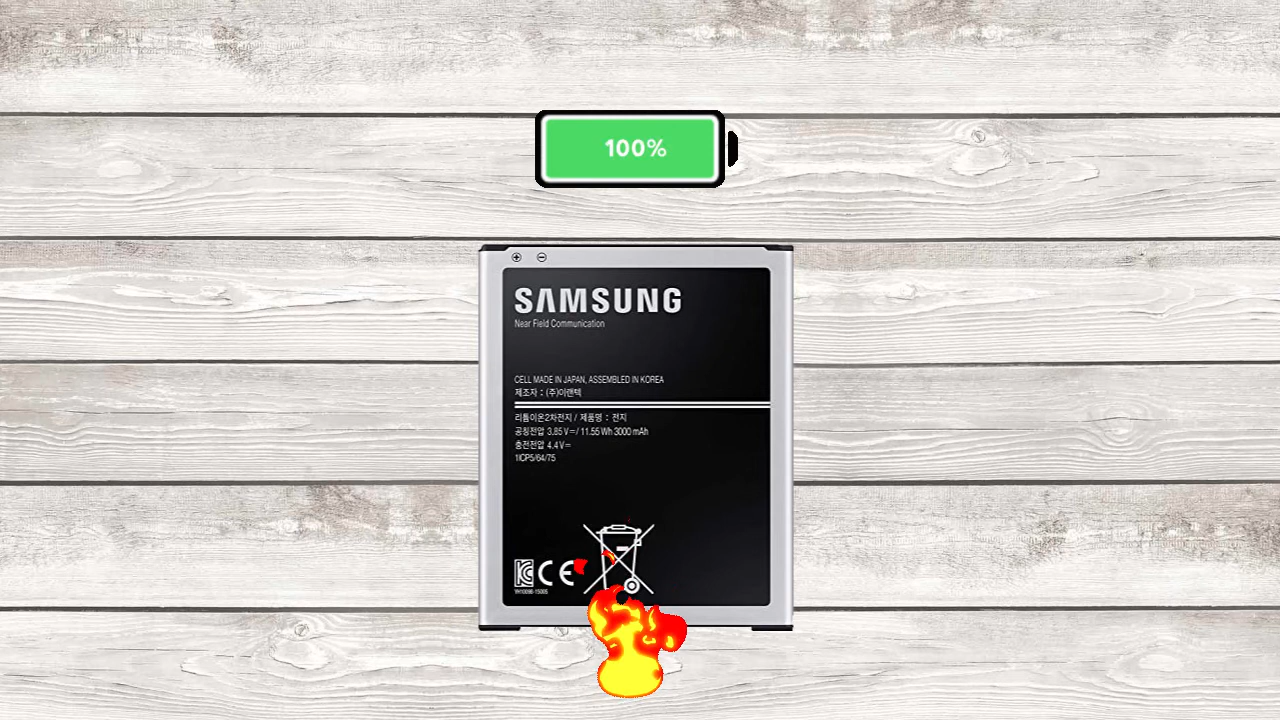 100%
SAMSUNG
Near Field Communication
CELL MADE IN JAPAN, ASSEMBLED IN KOREA
제조자 : (주)이랜텍
리튬이온2차전지 / 제품명 : 전지
공칭전압 3.85 V⎓/ 11.55 Wh 3000 mAh
충전전압 4.4 V⎓
1ICP5/64/75
CE